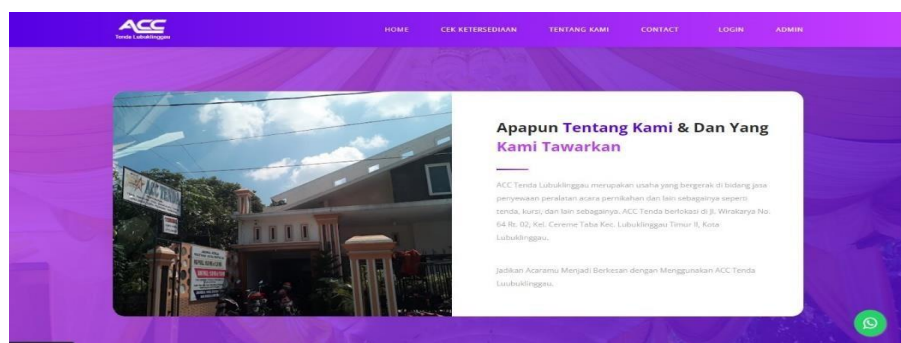 ACC
Tenda Lubuklinggau
HOME CEK KETERSEDIAAN TENTANG KAMI CONTACT LOGIN ADMIN
Apapun Tentang Kami & Dan Yang
Kami Tawarkan
ACC Tenda Lubuklinggau merupakan usaha yang bergerak di bidang jasa
penyewaan peralatan acara pernikahan dan lain sebagainya seperti
tenda, kursi, dan lain sebagainya. ACC Tenda berlokasi di Jl. Wirakarya No.
64 Rt. 02, Kel. Cereme Taba Kec. Lubuklinggau Timur II, Kota
Lubuklinggau.
Jadikan Acaramu Menjadi Berkesan dengan Menggunakan ACC Tenda
Luubuklinggau.
ACC TENDA